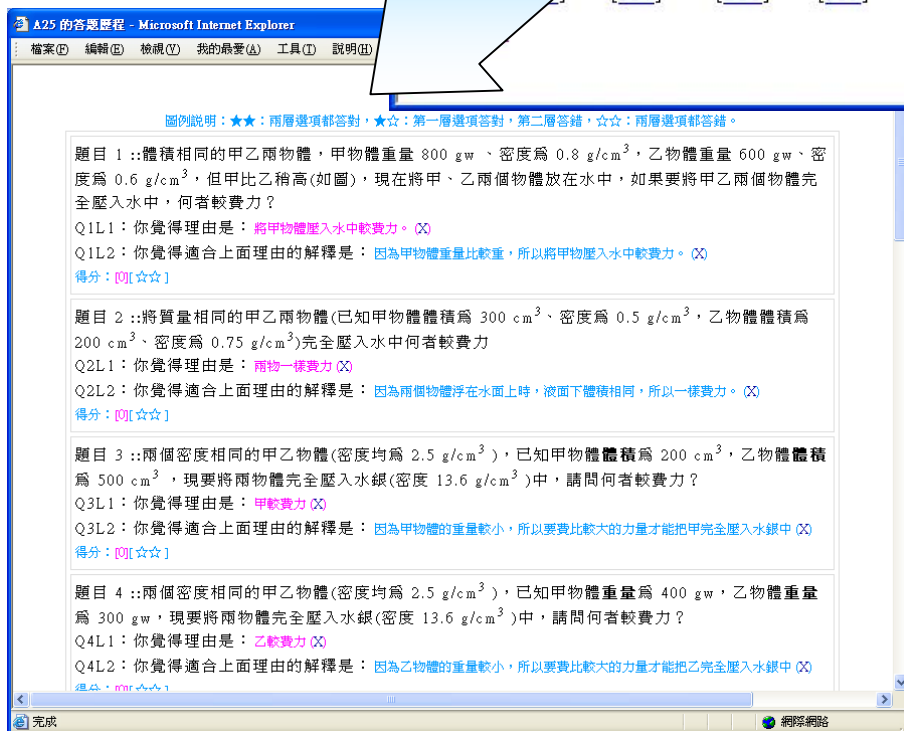 A25 的答題歷程 - Microsoft Internet Explorer
檔案(F) 編輯(E) 檢視(V) 我的最愛(A) 工具(T) 說明(H)
圖例說明：★★：兩層選項都答對，★☆：第一層選項答對，第二層答錯，☆☆：兩層選項都答錯。
題目 1 ::體積相同的甲乙兩物體，甲物體重量 800 gw 、密度為 0.8 g/cm³，乙物體重量 600 gw、密
度為 0.6 g/cm³，但甲比乙稍高(如圖)，現在將甲、乙兩個物體放在水中，如果要將甲乙兩個物體完
全壓入水中，何者較費力？
Q1L1：你覺得理由是：將甲物體壓入水中較費力。(X)
Q1L2：你覺得適合上面理由的解釋是：因為甲物體重量比較重，所以將甲物壓入水中較費力。(X)
得分：[0][☆☆]
題目 2 ::將質量相同的甲乙兩物體(已知甲物體體積為 300 cm³、密度為 0.5 g/cm³，乙物體體積為
200 cm³、密度為 0.75 g/cm³)完全壓入水中何者較費力
Q2L1：你覺得理由是：兩物一樣費力(X)
Q2L2：你覺得適合上面理由的解釋是：因為兩個物體浮在水面上時，液面下體積相同，所以一樣費力。(X)
得分：[0][☆☆]
題目 3 ::兩個密度相同的甲乙物體(密度均為 2.5 g/cm³ )，已知甲物體體積為 200 cm³，乙物體體積
為 500 cm³ ，現要將兩物體完全壓入水銀(密度 13.6 g/cm³ )中，請問何者較費力？
Q3L1：你覺得理由是：甲較費力(X)
Q3L2：你覺得適合上面理由的解釋是：因為甲物體的重量較小，所以要費比較大的力量才能把甲完全壓入水銀中(X)
得分：[0][☆☆]
題目 4 ::兩個密度相同的甲乙物體(密度均為 2.5 g/cm³ )，已知甲物體重量為 400 gw，乙物體重量
為 300 gw，現要將兩物體完全壓入水銀(密度 13.6 g/cm³ )中，請問何者較費力？
Q4L1：你覺得理由是：乙較費力(X)
Q4L2：你覺得適合上面理由的解釋是：因為乙物體的重量較小，所以要費比較大的力量才能把乙完全壓入水銀中(X)
得分：[0][☆☆]
完成 網際網路